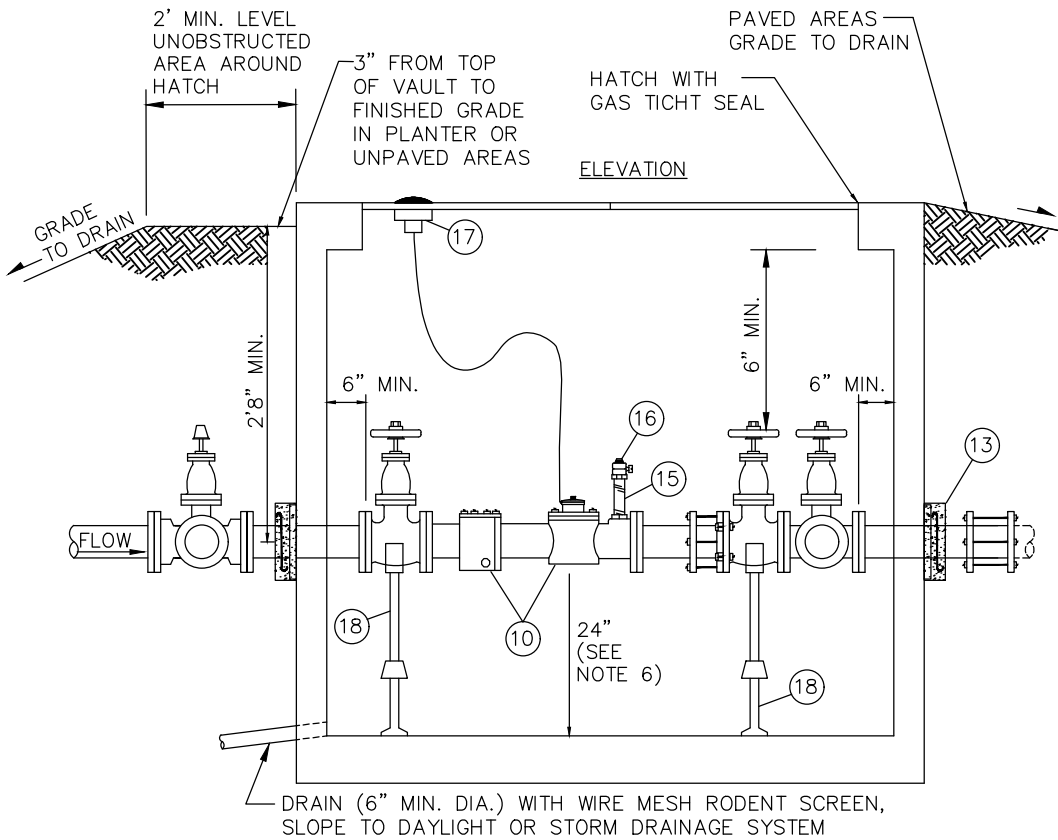 2' MIN. LEVEL
UNOBSTRUCTED
AREA AROUND
HATCH
3" FROM TOP
OF VAULT TO
FINISHED GRADE
IN PLANTER OR
UNPAVED AREAS
PAVED AREAS
GRADE TO DRAIN
HATCH WITH
GAS TICHT SEAL
ELEVATION
GRADE
TO DRAIN
17
2'8" MIN.
6" MIN.
6" MIN.
6" MIN.
16
15
13
FLOW
18
10
24"
(SEE
NOTE 6)
18
DRAIN (6" MIN. DIA.) WITH WIRE MESH RODENT SCREEN,
SLOPE TO DAYLIGHT OR STORM DRAINAGE SYSTEM